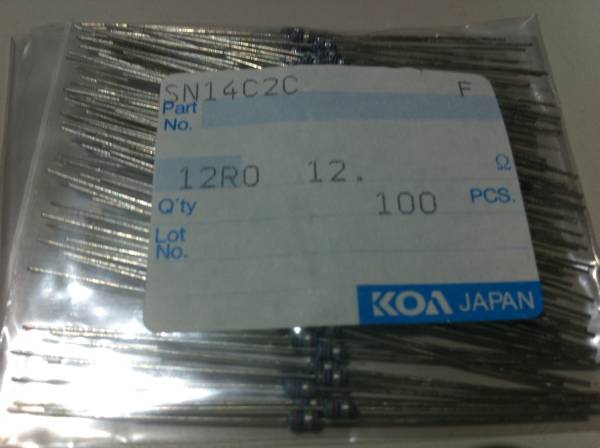 SN14C2C F
Part
No.
12R0 12. Ω
Q'ty 100 PCS.
Lot
No.
KOA JAPAN